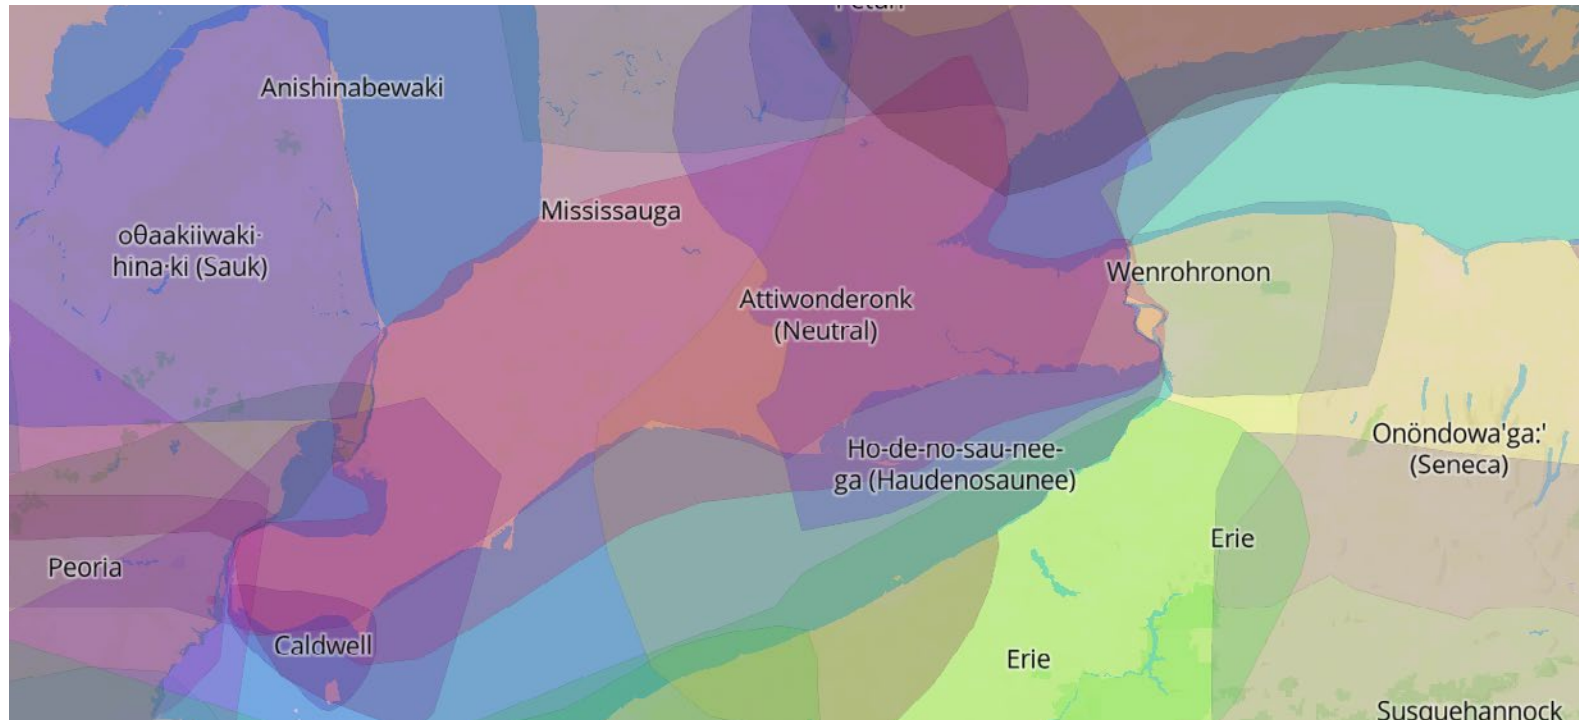 Petun
Anishinabewaki
Mississauga
oθaakiiwaki·
hina·ki (Sauk)
Wenrohronon
Attiwonderonk
(Neutral)
Onöndowa'ga:'
(Seneca)
Ho-de-no-sau-nee-
ga (Haudenosaunee)
Erie
Peoria
Caldwell
Erie
Susquehannock